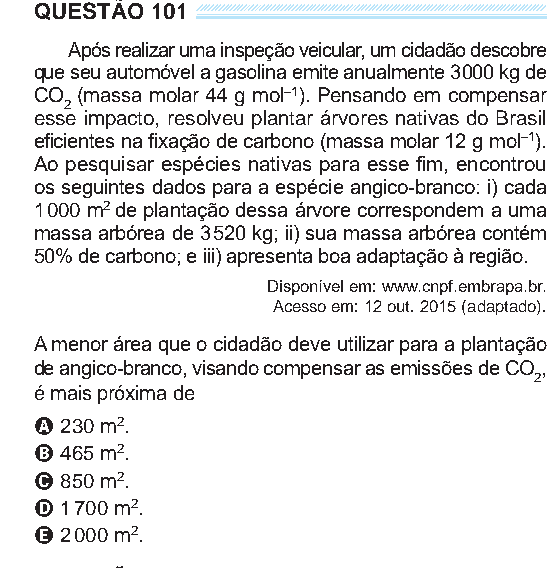 QUESTÃO 101
Após realizar uma inspeção veicular, um cidadão descobre
que seu automóvel a gasolina emite anualmente 3 000 kg de
CO₂ (massa molar 44 g mol⁻¹). Pensando em compensar
esse impacto, resolveu plantar árvores nativas do Brasil
eficientes na fixação de carbono (massa molar 12 g mol⁻¹).
Ao pesquisar espécies nativas para esse fim, encontrou
os seguintes dados para a espécie angico-branco: i) cada
1 000 m² de plantação dessa árvore correspondem a uma
massa arbórea de 3 520 kg; ii) sua massa arbórea contém
50% de carbono; e iii) apresenta boa adaptação à região.
Disponível em: www.cnpf.embrapa.br.
Acesso em: 12 out. 2015 (adaptado).
A menor área que o cidadão deve utilizar para a plantação
de angico-branco, visando compensar as emissões de CO₂,
é mais próxima de
A 230 m².
B 465 m².
C 850 m².
D 1 700 m².
E 2 000 m².